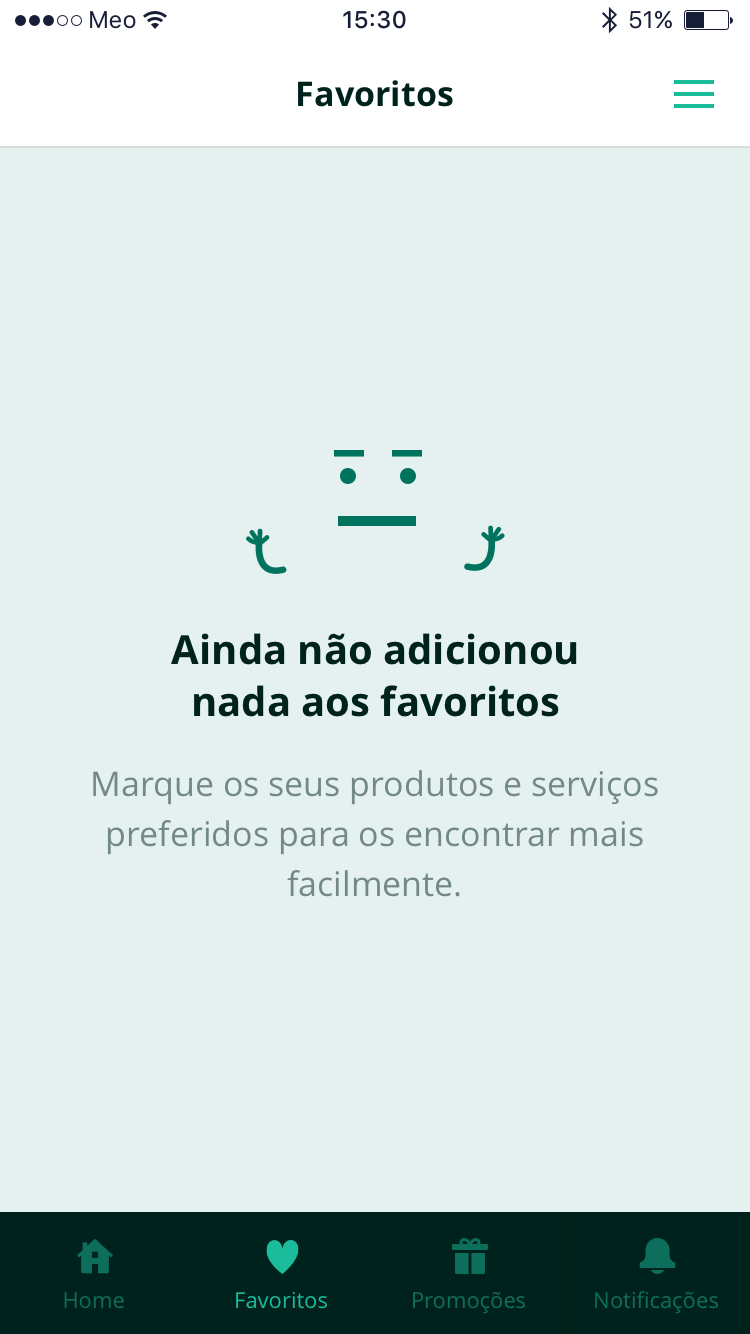 Meo 15:30 51%
Favoritos
Ainda não adicionou
nada aos favoritos
Marque os seus produtos e serviços
preferidos para os encontrar mais
facilmente.
Home Favoritos Promoções Notificações